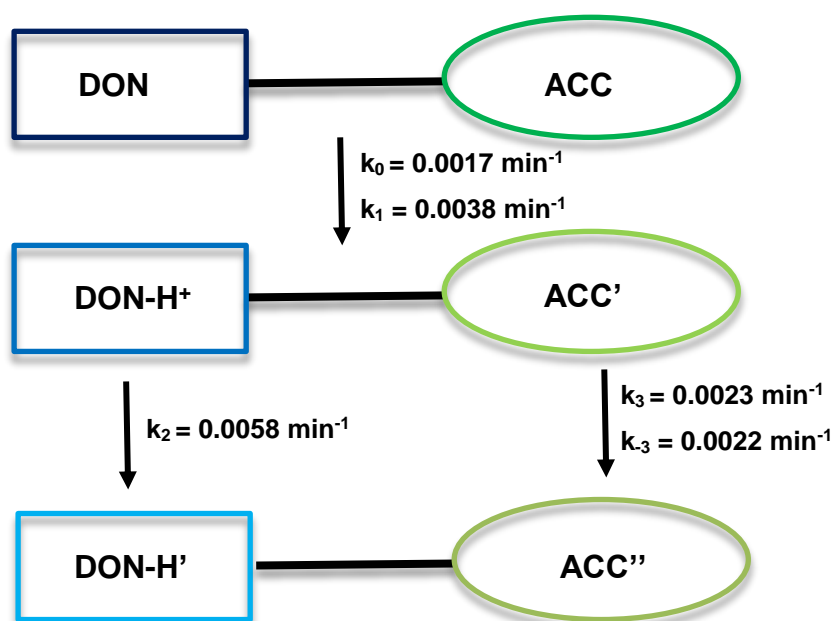 DON
ACC
k₀ = 0.0017 min⁻¹
k₁ = 0.0038 min⁻¹
DON-H⁺
ACC’
k₂ = 0.0058 min⁻¹
k₃ = 0.0023 min⁻¹
k₋₃ = 0.0022 min⁻¹
DON-H’
ACC’’